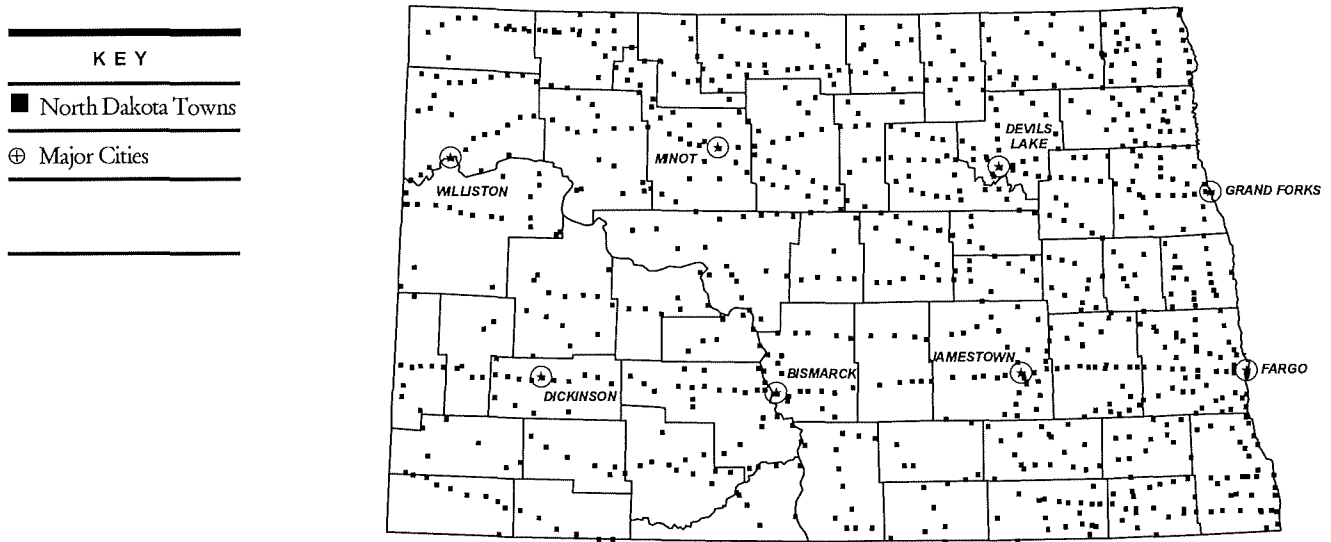 KEY
North Dakota Towns
Major Cities
DEVILS
LAKE
MINOT
WILLISTON
GRAND FORKS
JAMESTOWN
BISMARCK
FARGO
DICKINSON